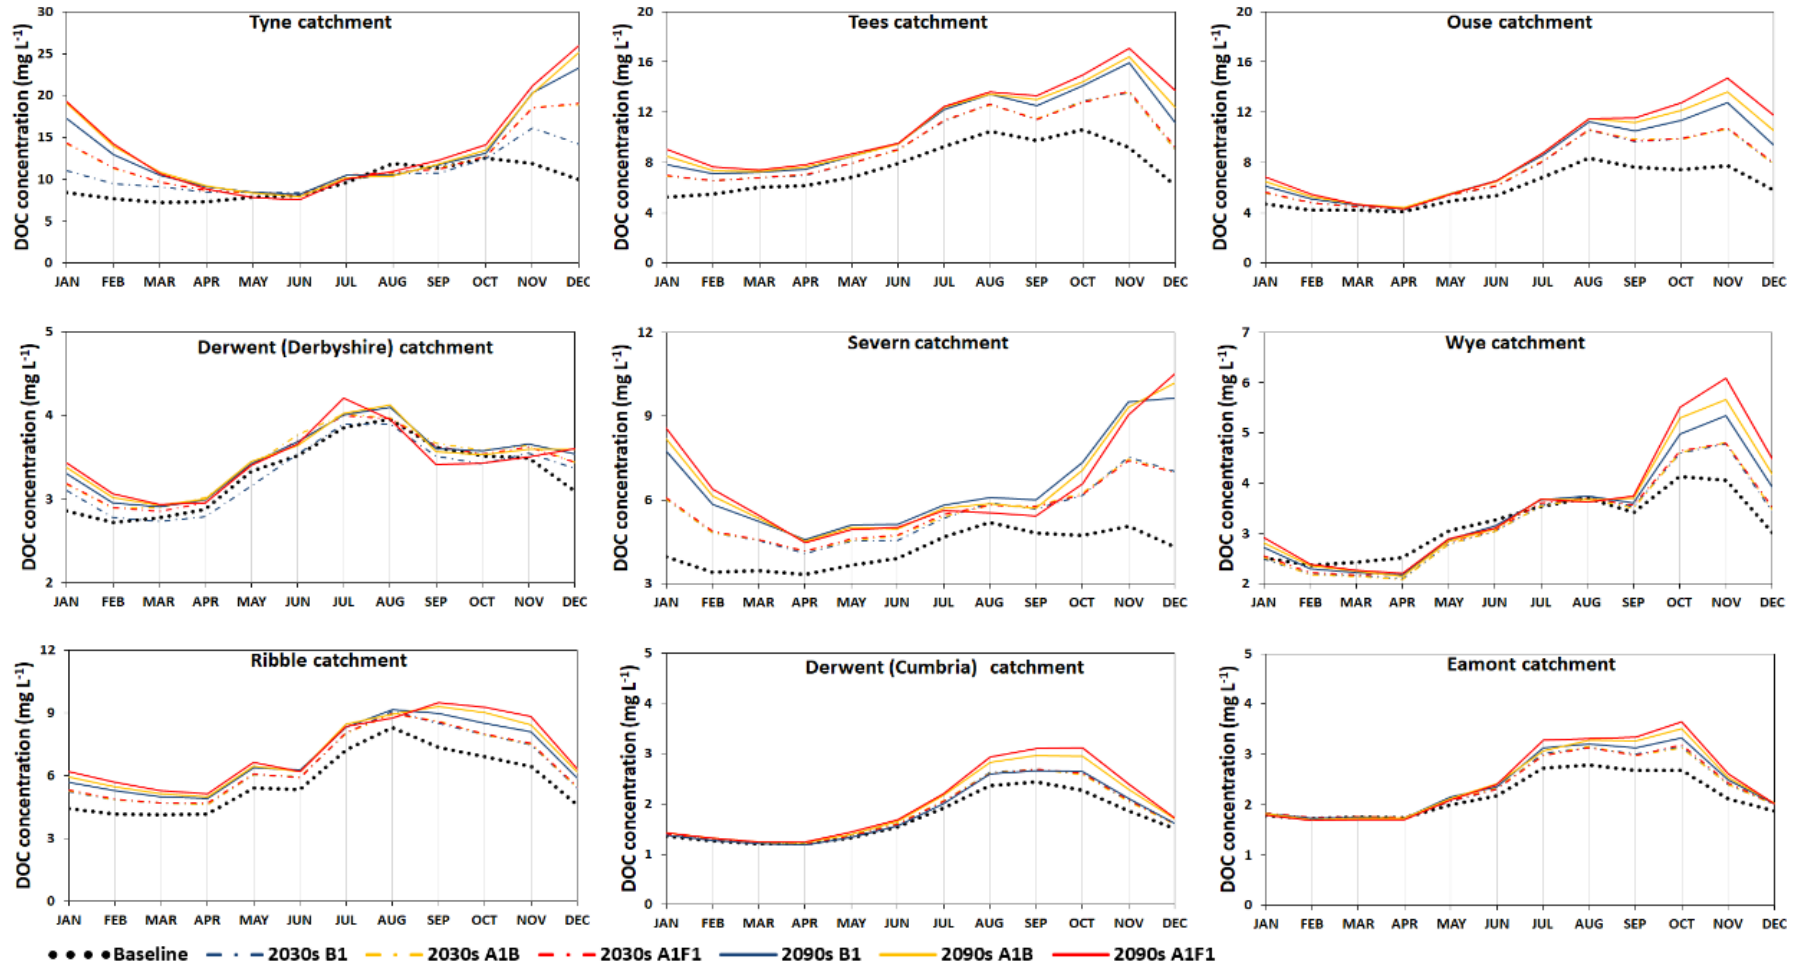 Tyne catchment
DOC concentration (mg L-1)
30
25
20
15
10
5
0
JAN FEB MAR APR MAY JUN JUL AUG SEP OCT NOV DEC
Tees catchment
DOC concentration (mg L-1)
20
16
12
8
4
0
JAN FEB MAR APR MAY JUN JUL AUG SEP OCT NOV DEC
Ouse catchment
DOC concentration (mg L-1)
20
16
12
8
4
0
JAN FEB MAR APR MAY JUN JUL AUG SEP OCT NOV DEC
Derwent (Derbyshire) catchment
DOC concentration (mg L-1)
5
4
3
2
JAN FEB MAR APR MAY JUN JUL AUG SEP OCT NOV DEC
Severn catchment
DOC concentration (mg L-1)
12
9
6
3
JAN FEB MAR APR MAY JUN JUL AUG SEP OCT NOV DEC
Wye catchment
DOC concentration (mg L-1)
7
6
5
4
3
2
JAN FEB MAR APR MAY JUN JUL AUG SEP OCT NOV DEC
Ribble catchment
DOC concentration (mg L-1)
12
9
6
3
0
JAN FEB MAR APR MAY JUN JUL AUG SEP OCT NOV DEC
Derwent (Cumbria) catchment
DOC concentration (mg L-1)
5
4
3
2
1
0
JAN FEB MAR APR MAY JUN JUL AUG SEP OCT NOV DEC
Eamont catchment
DOC concentration (mg L-1)
5
4
3
2
1
0
JAN FEB MAR APR MAY JUN JUL AUG SEP OCT NOV DEC
Baseline 2030s B1 2030s A1B 2030s A1F1 2090s B1 2090s A1B 2090s A1F1